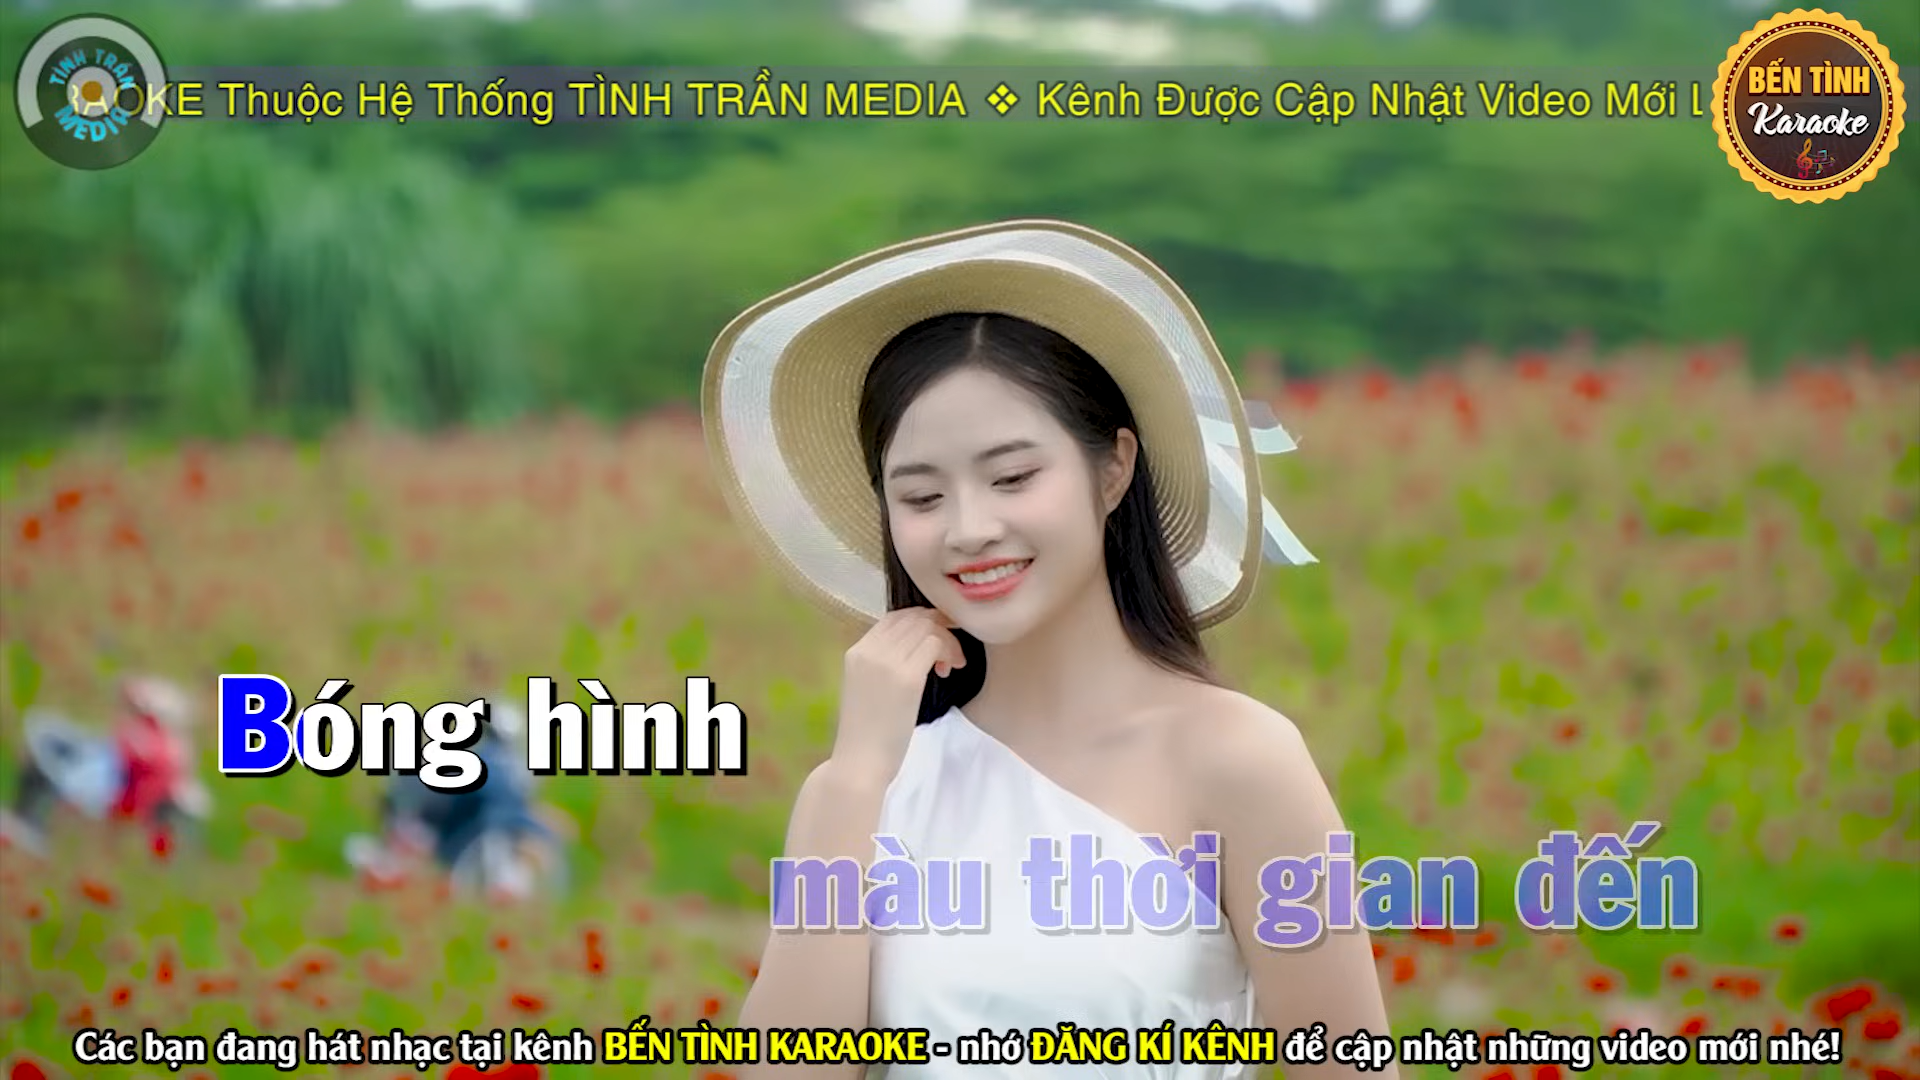 TÌNH TRẦN
MEDIA
RAOKE Thuộc Hệ Thống TÌNH TRẦN MEDIA ❖ Kênh Được Cập Nhật Video Mới L
BẾN TÌNH
Karaoke
Bóng hình
màu thời gian đến
Các bạn đang hát nhạc tại kênh BẾN TÌNH KARAOKE - nhớ ĐĂNG KÍ KÊNH để cập nhật những video mới nhé!